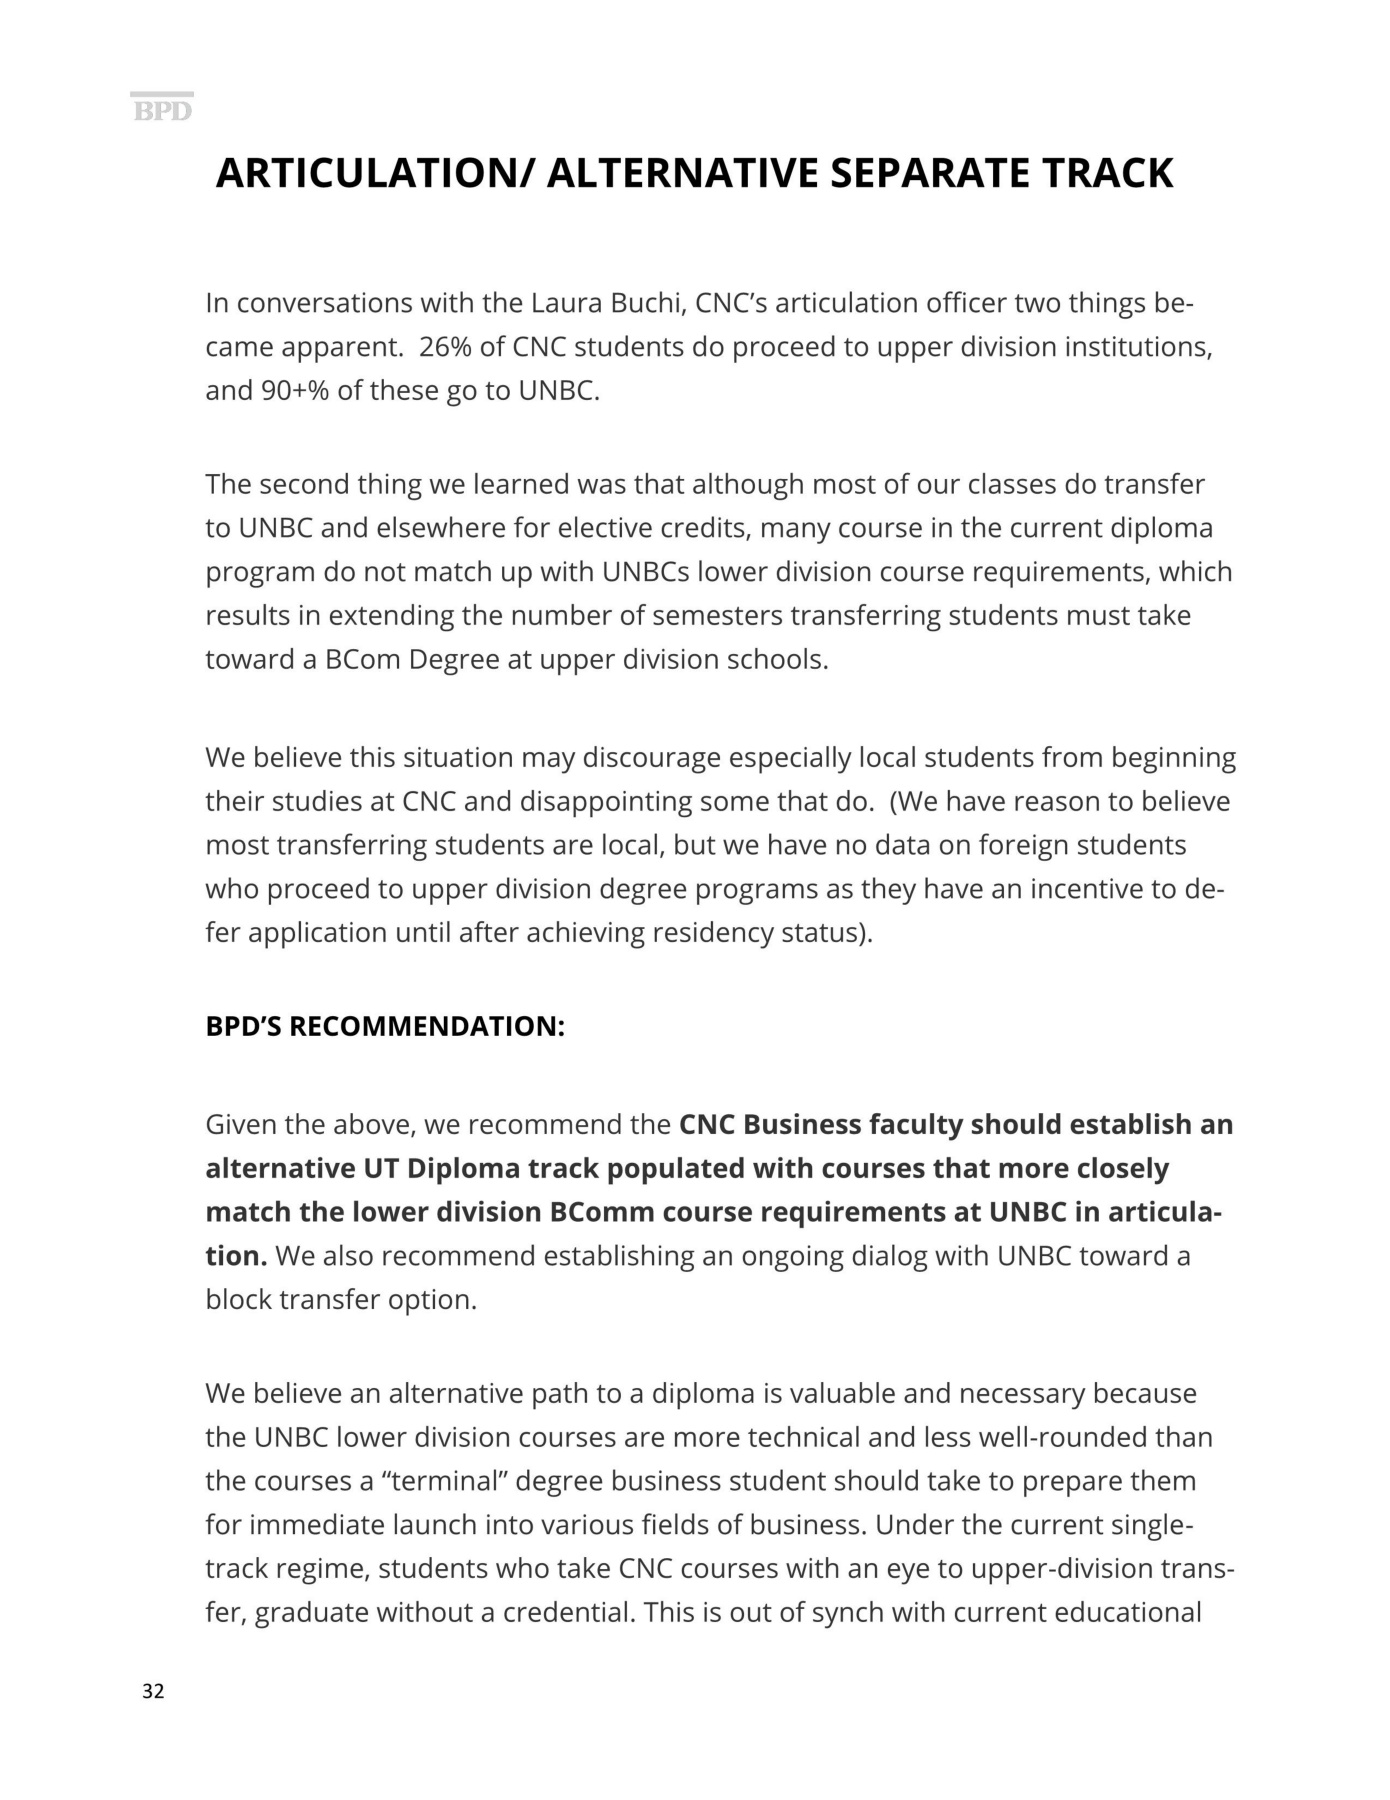 BPD
ARTICULATION/ ALTERNATIVE SEPARATE TRACK
In conversations with the Laura Buchi, CNC’s articulation officer two things be-
came apparent.  26% of CNC students do proceed to upper division institutions,
and 90+% of these go to UNBC.
The second thing we learned was that although most of our classes do transfer
to UNBC and elsewhere for elective credits, many course in the current diploma
program do not match up with UNBCs lower division course requirements, which
results in extending the number of semesters transferring students must take
toward a BCom Degree at upper division schools.
We believe this situation may discourage especially local students from beginning
their studies at CNC and disappointing some that do.  (We have reason to believe
most transferring students are local, but we have no data on foreign students
who proceed to upper division degree programs as they have an incentive to de-
fer application until after achieving residency status).
BPD’S RECOMMENDATION:
Given the above, we recommend the CNC Business faculty should establish an
alternative UT Diploma track populated with courses that more closely
match the lower division BComm course requirements at UNBC in articula-
tion. We also recommend establishing an ongoing dialog with UNBC toward a
block transfer option.
We believe an alternative path to a diploma is valuable and necessary because
the UNBC lower division courses are more technical and less well-rounded than
the courses a “terminal” degree business student should take to prepare them
for immediate launch into various fields of business. Under the current single-
track regime, students who take CNC courses with an eye to upper-division trans-
fer, graduate without a credential. This is out of synch with current educational
32